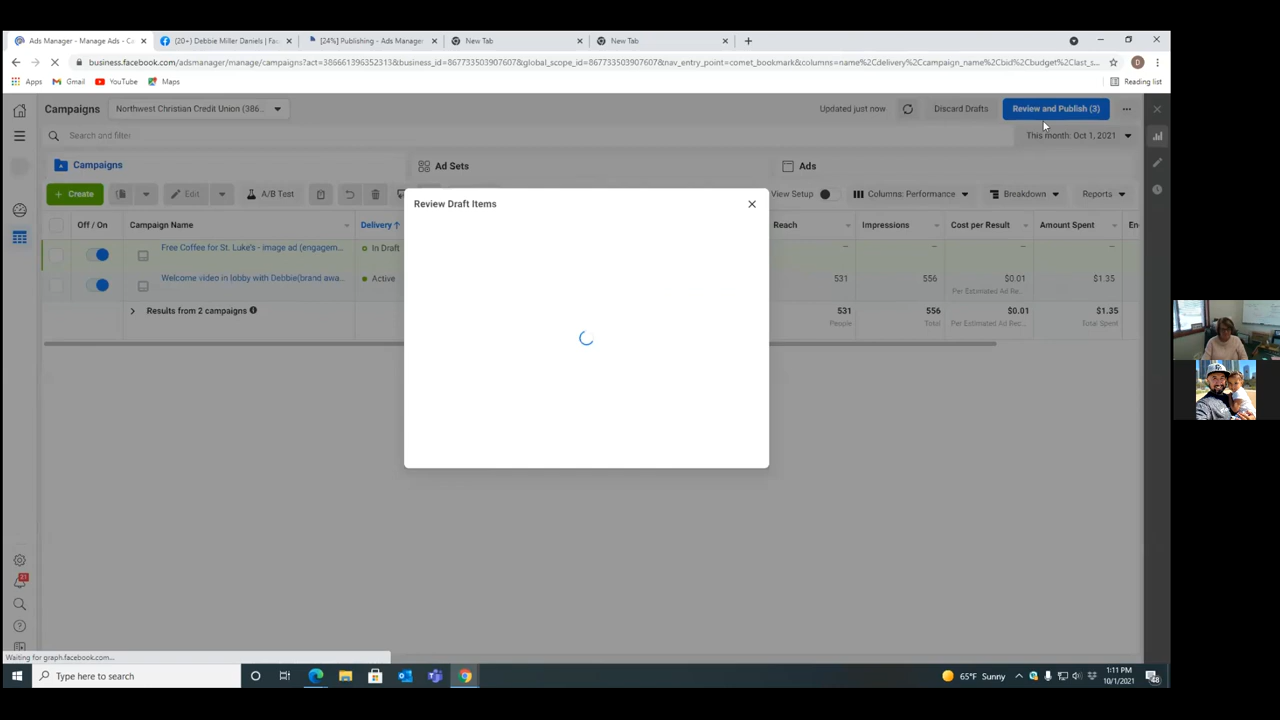 Ads Manager - Manage Ads - Ca
(20+) Debbie Miller Daniels | Fac
[24%] Publishing - Ads Manager
New Tab
New Tab
business.facebook.com/adsmanager/manage/campaigns?act=386661396352313&business_id=867733503907607&global_scope_id=867733503907607&nav_entry_point=comet_bookmark&columns=name%2Cdelivery%2Ccampaign_name%2Cbid%2Cbudget%2Clast_s...
D
Apps
Gmail
YouTube
Maps
Reading list
Campaigns
Northwest Christian Credit Union (386...
Updated just now
Discard Drafts
Review and Publish (3)
Search and filter
This month: Oct 1, 2021
Campaigns
Ad Sets
Ads
+ Create
Edit
A/B Test
View Setup
Columns: Performance
Breakdown
Reports
Review Draft Items
Off / On
Campaign Name
Delivery ↑
Reach
Impressions
Cost per Result
Amount Spent
En
Free Coffee for St. Luke's - image ad (engagem...
In Draft
—
—
—
—
Welcome video in lobby with Debbie(brand awa...
Active
531
556
$0.01
$1.35
Per Estimated Ad Re...
Results from 2 campaigns
531
556
$0.01
$1.35
People
Total
Per Estimated Ad Rec...
Total Spent
21
Waiting for graph.facebook.com...
Type here to search
65°F Sunny
1:11 PM
10/1/2021
48